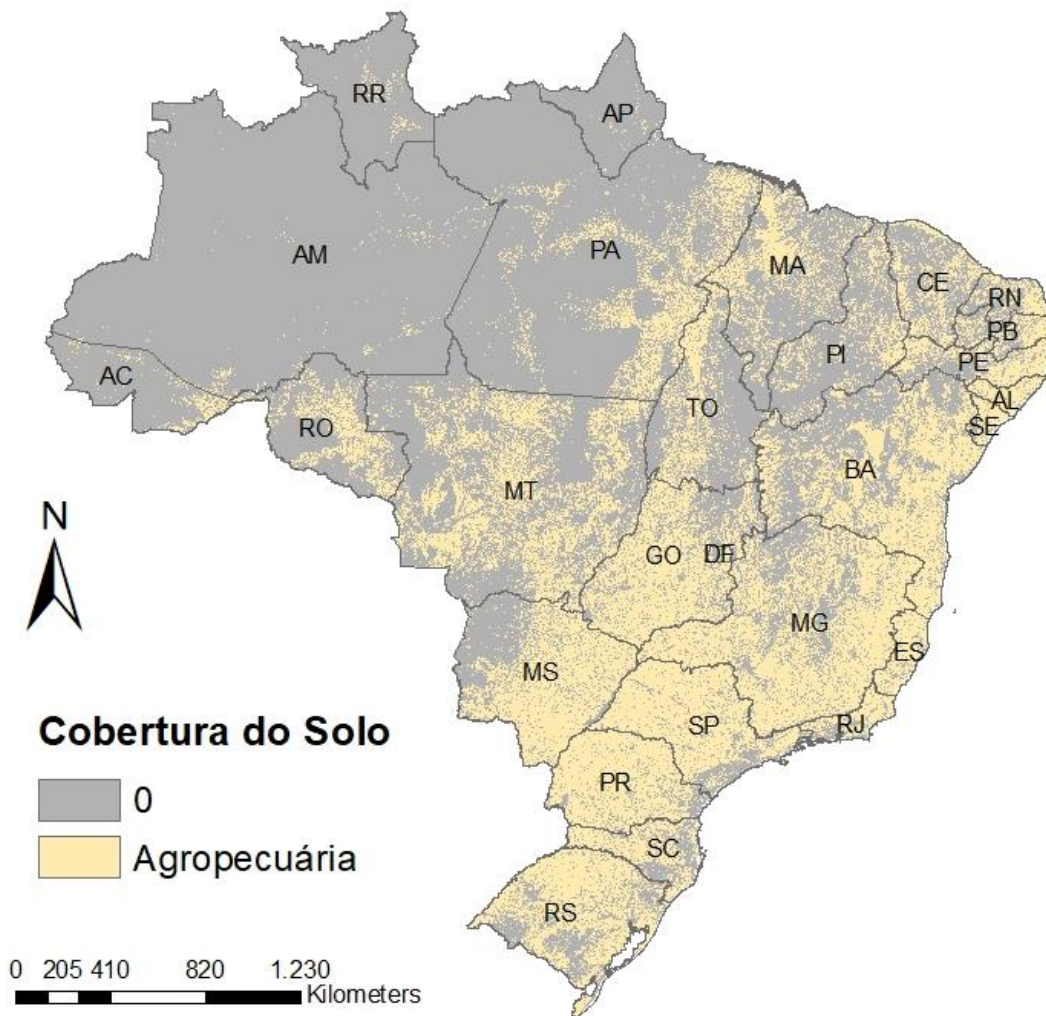 RR
AP
AM
PA
MA
CE
RN
PB
PI
PE
AC
AL
TO
SE
RO
BA
MT
N
GO
DF
MG
ES
MS
Cobertura do Solo
SP
RJ
0
PR
Agropecuária
SC
RS
0 205 410 820 1.230
Kilometers